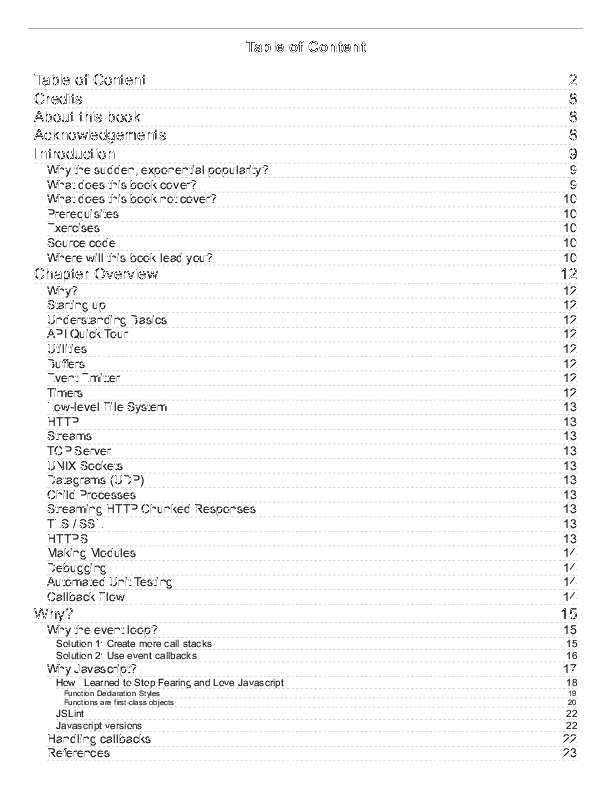 Table of Content
Table of Content 2
Credits 8
About this book 8
Acknowledgements 8
Introduction 9
Why the sudden, exponential popularity? 9
What does this book cover? 9
What does this book not cover? 10
Prerequisites 10
Exercises 10
Source code 10
Where will this book lead you? 10
Chapter Overview 12
Why? 12
Starting up 12
Understanding Basics 12
API Quick Tour 12
Utilities 12
Buffers 12
Event Emitter 12
Timers 12
Low-level File System 13
HTTP 13
Streams 13
TCP Server 13
UNIX Sockets 13
Datagrams (UDP) 13
Child Processes 13
Streaming HTTP Chunked Responses 13
TLS / SSL 13
HTTPS 13
Making Modules 14
Debugging 14
Automated Unit Testing 14
Callback Flow 14
Why? 15
Why the event loop? 15
Solution 1: Create more call stacks 15
Solution 2: Use event callbacks 16
Why Javascript? 17
How I Learned to Stop Fearing and Love Javascript 18
Function Declaration Styles 19
Functions are first-class objects 20
JSLint 22
Javascript versions 22
Handling callbacks 22
References 23